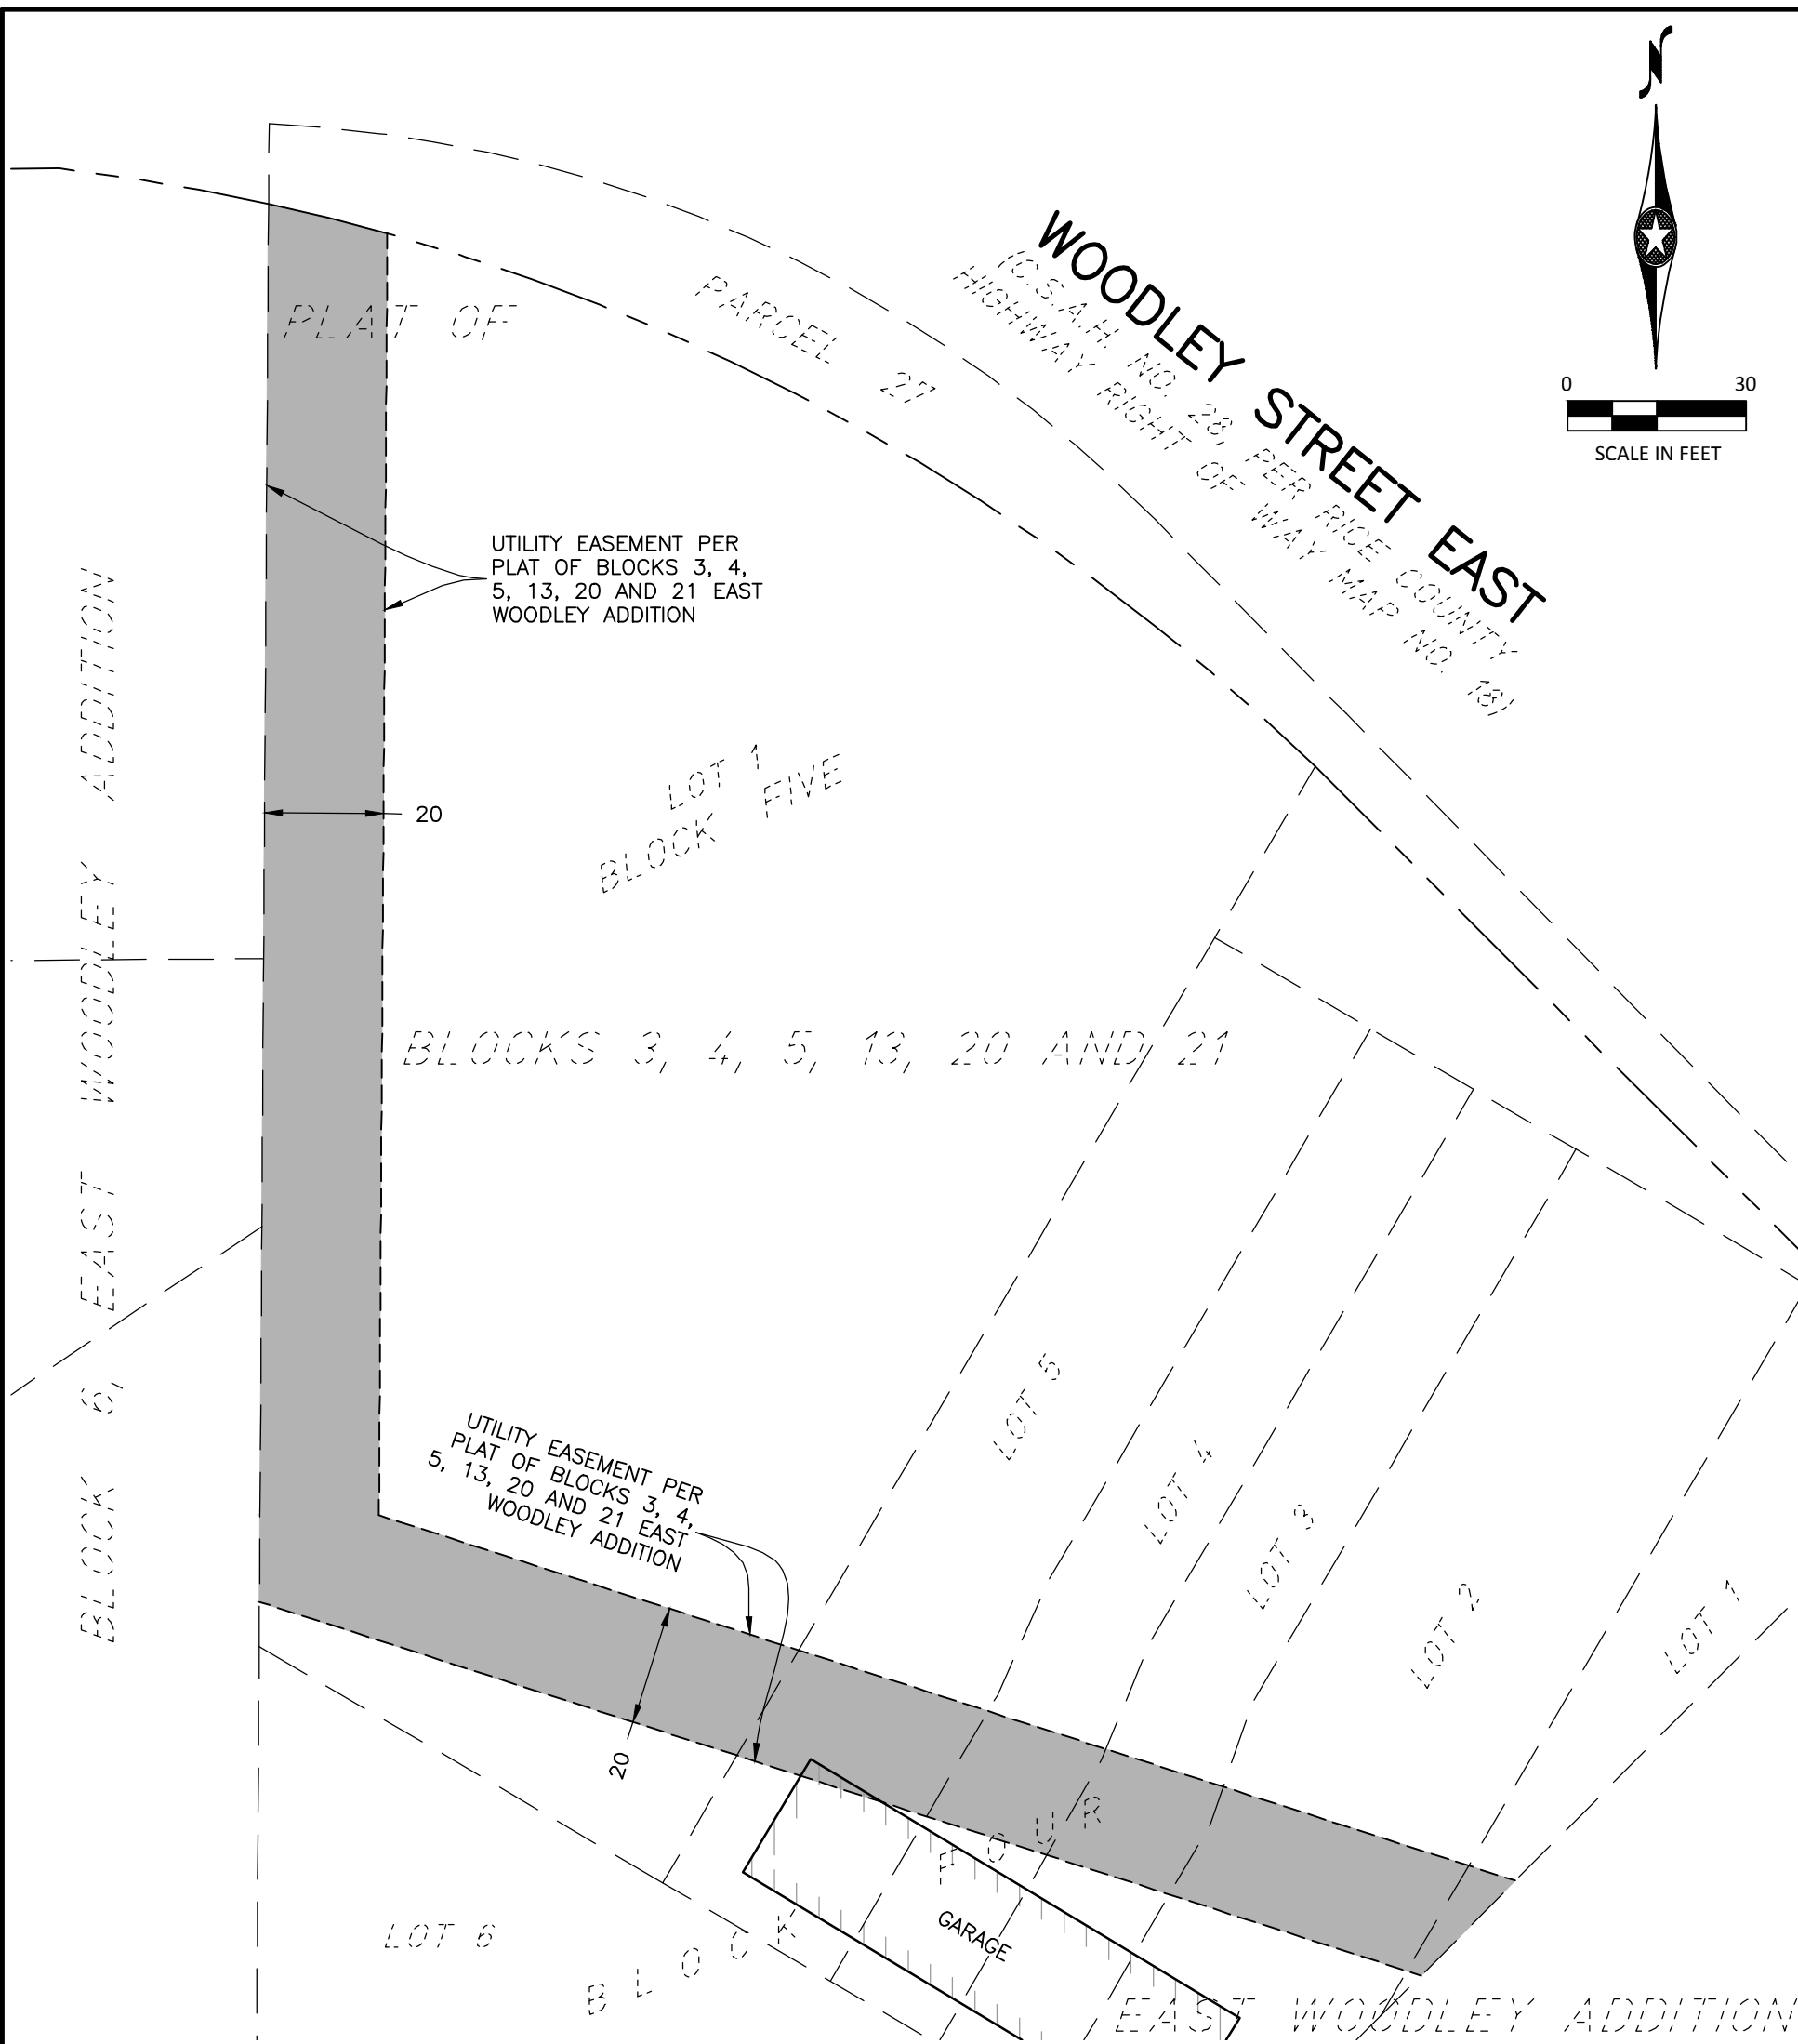 N
0 30
SCALE IN FEET
WOODLEY STREET EAST
(C.S.A.H. NO. 28, PER RICE COUNTY
HIGHWAY RIGHT OF WAY MAP NO. 18)
PARCEL 27
PLAT OF
UTILITY EASEMENT PER
PLAT OF BLOCKS 3, 4,
5, 13, 20 AND 21 EAST
WOODLEY ADDITION
20
LOT 1
BLOCK FIVE
BLOCK 6, EAST WOODLEY ADDITION
BLOCKS 3, 4, 5, 13, 20 AND 21
UTILITY EASEMENT PER
PLAT OF BLOCKS 3, 4,
5, 13, 20 AND 21 EAST
WOODLEY ADDITION
20
LOT 5
LOT 4
LOT 3
LOT 2
LOT 1
LOT 6
BLOCK FOUR
GARAGE
EAST WOODLEY ADDITION